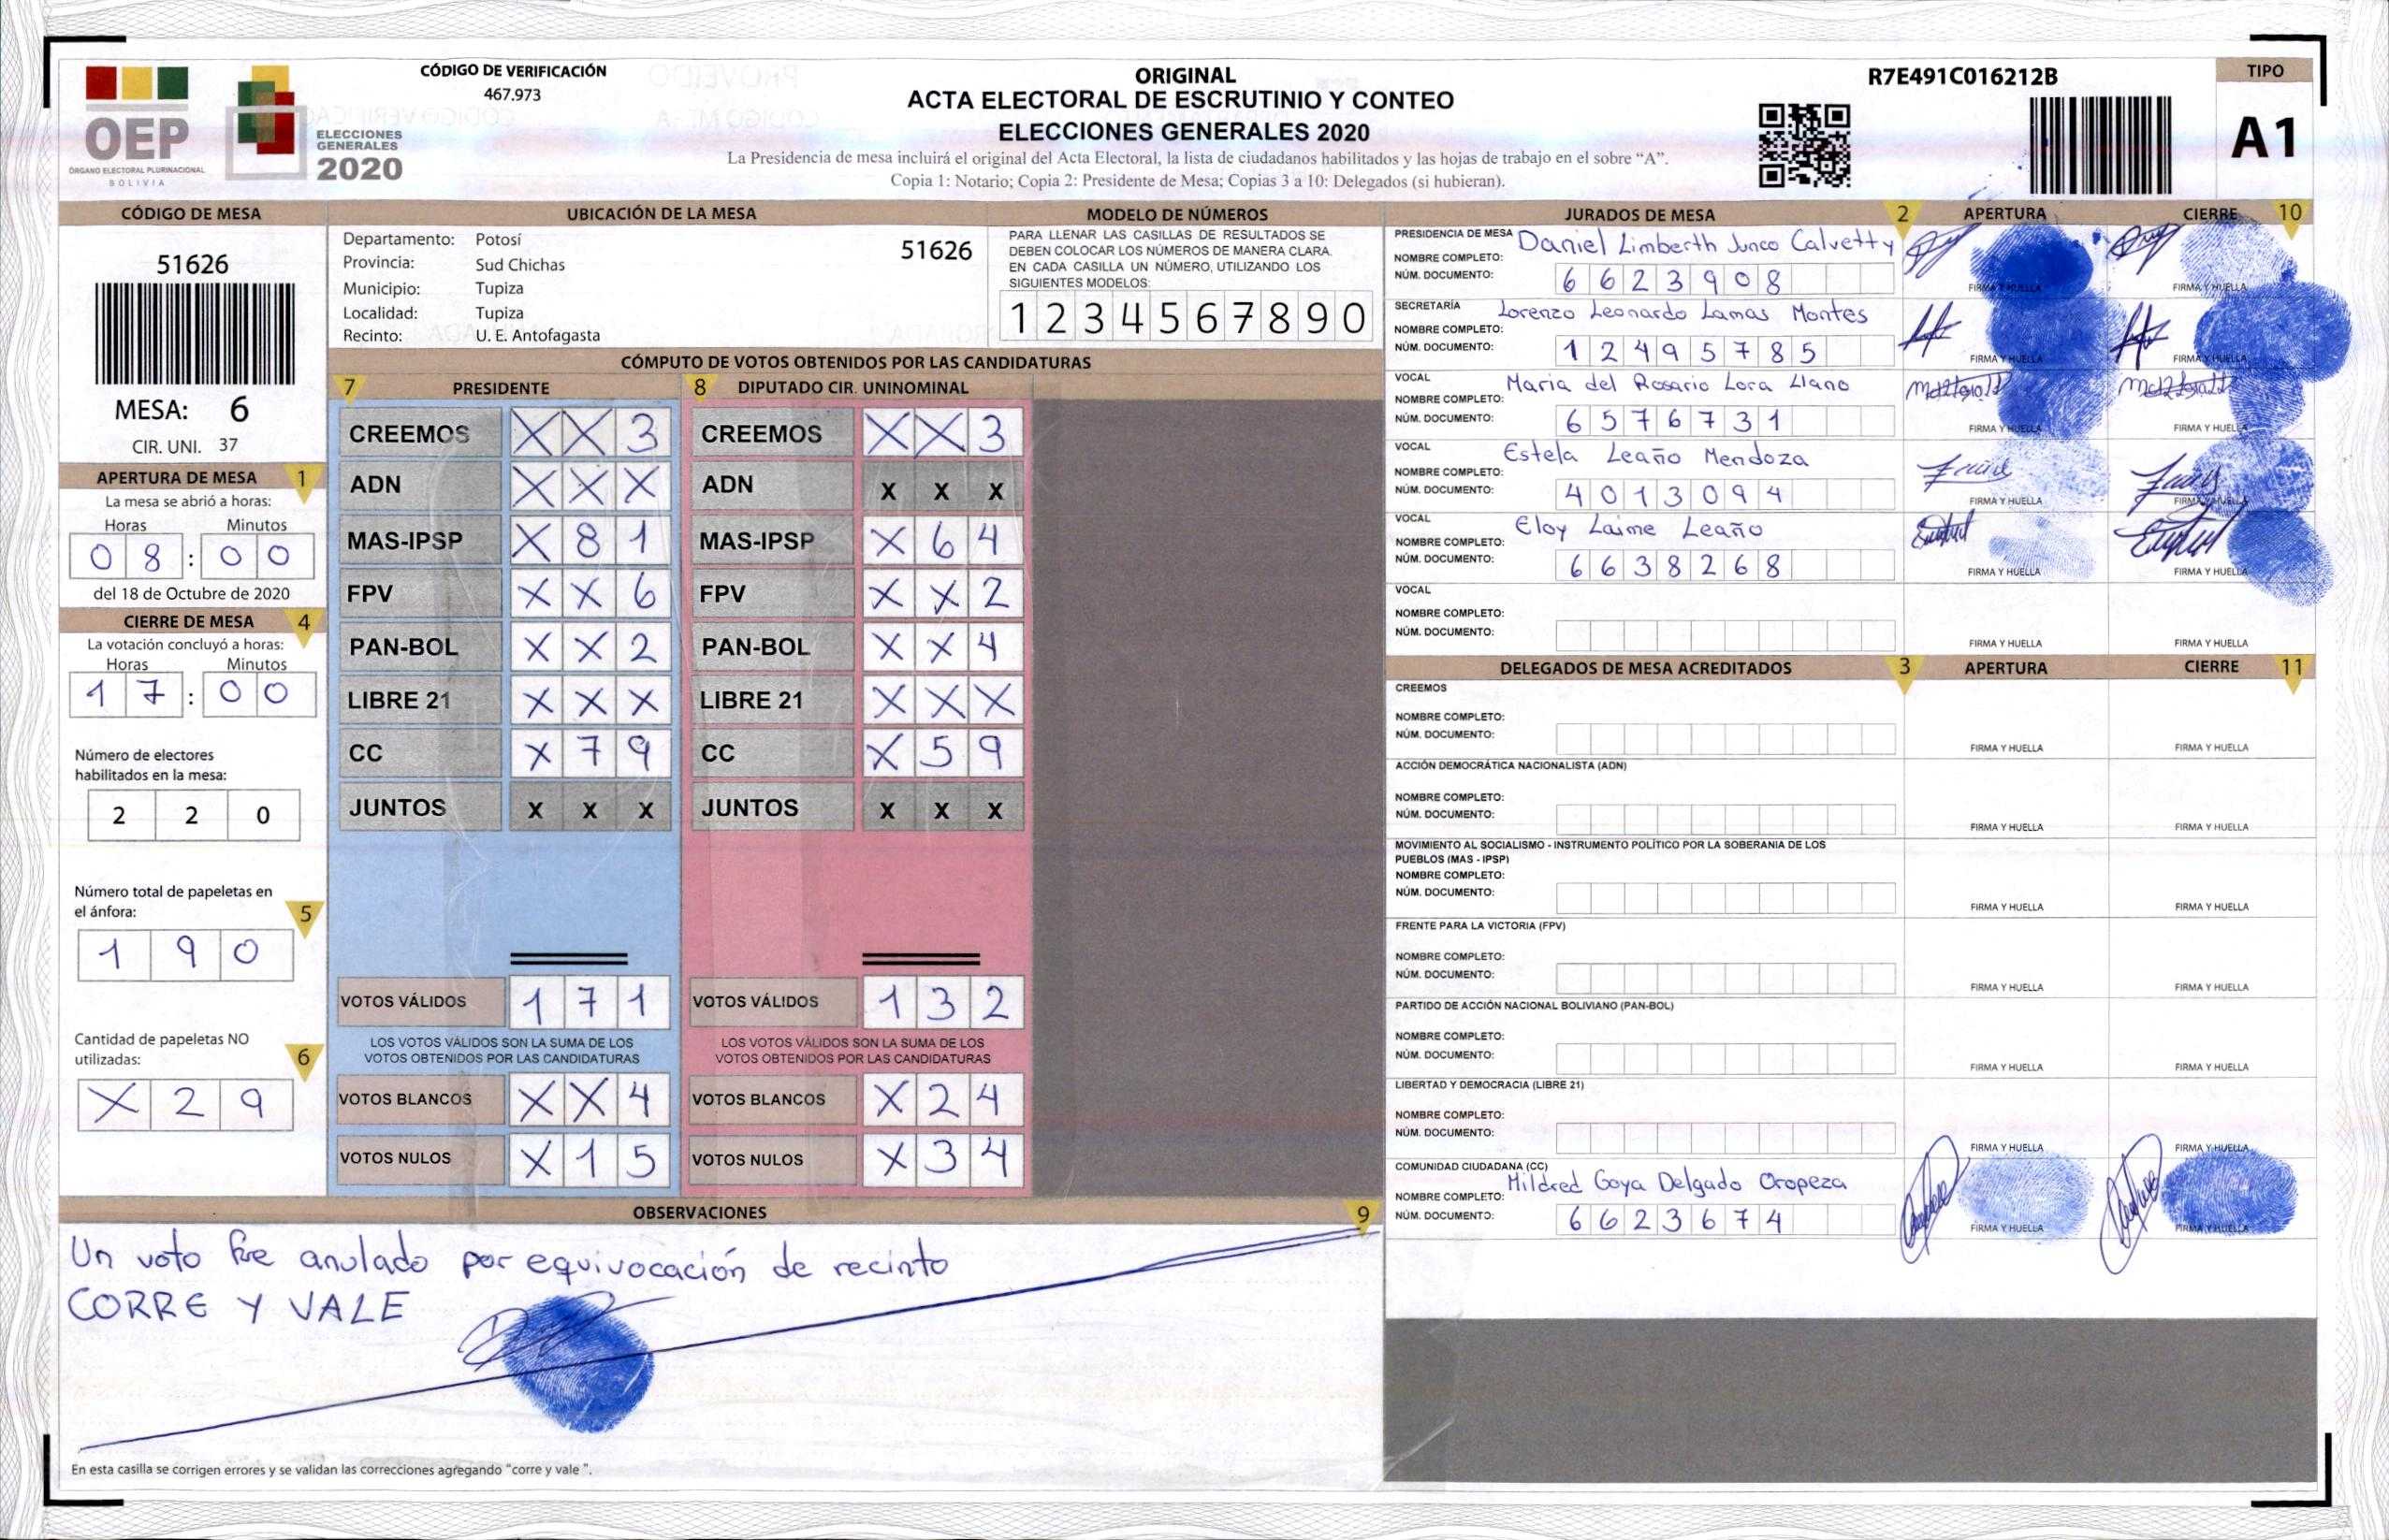 CÓDIGO DE VERIFICACIÓN
467.973
OEP
ÓRGANO ELECTORAL PLURINACIONAL
BOLIVIA
ELECCIONES
GENERALES
2020
ORIGINAL
ACTA ELECTORAL DE ESCRUTINIO Y CONTEO
ELECCIONES GENERALES 2020
La Presidencia de mesa incluirá el original del Acta Electoral, la lista de ciudadanos habilitados y las hojas de trabajo en el sobre “A”.
Copia 1: Notario; Copia 2: Presidente de Mesa; Copias 3 a 10: Delegados (si hubieran).
R7E491C016212B
TIPO
A1
CÓDIGO DE MESA
51626
MESA: 6
CIR. UNI. 37
APERTURA DE MESA 1
La mesa se abrió a horas:
Horas Minutos
0 8 : 0 0
del 18 de Octubre de 2020
CIERRE DE MESA 4
La votación concluyó a horas:
Horas Minutos
1 7 : 0 0
Número de electores
habilitados en la mesa:
2 2 0
Número total de papeletas en
el ánfora: 5
1 9 0
Cantidad de papeletas NO
utilizadas: 6
X 2 9
UBICACIÓN DE LA MESA
Departamento: Potosí 51626
Provincia: Sud Chichas
Municipio: Tupiza
Localidad: Tupiza
Recinto: U. E. Antofagasta
MODELO DE NÚMEROS
PARA LLENAR LAS CASILLAS DE RESULTADOS SE
DEBEN COLOCAR LOS NÚMEROS DE MANERA CLARA.
EN CADA CASILLA UN NÚMERO, UTILIZANDO LOS
SIGUIENTES MODELOS:
1 2 3 4 5 6 7 8 9 0
CÓMPUTO DE VOTOS OBTENIDOS POR LAS CANDIDATURAS
7 PRESIDENTE
CREEMOS X X 3
ADN X X X
MAS-IPSP X 8 1
FPV X X 6
PAN-BOL X X 2
LIBRE 21 X X X
CC X 7 9
JUNTOS X X X
VOTOS VÁLIDOS 1 7 1
LOS VOTOS VÁLIDOS SON LA SUMA DE LOS
VOTOS OBTENIDOS POR LAS CANDIDATURAS
VOTOS BLANCOS X X 4
VOTOS NULOS X 1 5
8 DIPUTADO CIR. UNINOMINAL
CREEMOS X X 3
ADN X X X
MAS-IPSP X 6 4
FPV X X 2
PAN-BOL X X 4
LIBRE 21 X X X
CC X 5 9
JUNTOS X X X
VOTOS VÁLIDOS 1 3 2
LOS VOTOS VÁLIDOS SON LA SUMA DE LOS
VOTOS OBTENIDOS POR LAS CANDIDATURAS
VOTOS BLANCOS X 2 4
VOTOS NULOS X 3 4
OBSERVACIONES 9
Un voto fue anulado por equivocación de recinto
CORRE Y VALE
En esta casilla se corrigen errores y se validan las correcciones agregando "corre y vale ".
JURADOS DE MESA 2 APERTURA CIERRE 10
PRESIDENCIA DE MESA
NOMBRE COMPLETO: Daniel Limberth Junco Calvetty
NÚM. DOCUMENTO: 6 6 2 3 9 0 8
FIRMA Y HUELLA FIRMA Y HUELLA
SECRETARÍA
NOMBRE COMPLETO: Lorenzo Leonardo Lamas Montes
NÚM. DOCUMENTO: 1 2 4 9 5 7 8 5
FIRMA Y HUELLA FIRMA Y HUELLA
VOCAL
NOMBRE COMPLETO: Maria del Rosario Lora Llano
NÚM. DOCUMENTO: 6 5 7 6 7 3 1
FIRMA Y HUELLA FIRMA Y HUELLA
VOCAL
NOMBRE COMPLETO: Estela Leaño Mendoza
NÚM. DOCUMENTO: 4 0 1 3 0 9 4
FIRMA Y HUELLA FIRMA Y HUELLA
VOCAL
NOMBRE COMPLETO: Eloy Laime Leaño
NÚM. DOCUMENTO: 6 6 3 8 2 6 8
FIRMA Y HUELLA FIRMA Y HUELLA
VOCAL
NOMBRE COMPLETO:
NÚM. DOCUMENTO:
FIRMA Y HUELLA FIRMA Y HUELLA
DELEGADOS DE MESA ACREDITADOS 3 APERTURA CIERRE 11
CREEMOS
NOMBRE COMPLETO:
NÚM. DOCUMENTO:
FIRMA Y HUELLA FIRMA Y HUELLA
ACCIÓN DEMOCRÁTICA NACIONALISTA (ADN)
NOMBRE COMPLETO:
NÚM. DOCUMENTO:
FIRMA Y HUELLA FIRMA Y HUELLA
MOVIMIENTO AL SOCIALISMO - INSTRUMENTO POLÍTICO POR LA SOBERANIA DE LOS
PUEBLOS (MAS - IPSP)
NOMBRE COMPLETO:
NÚM. DOCUMENTO:
FIRMA Y HUELLA FIRMA Y HUELLA
FRENTE PARA LA VICTORIA (FPV)
NOMBRE COMPLETO:
NÚM. DOCUMENTO:
FIRMA Y HUELLA FIRMA Y HUELLA
PARTIDO DE ACCIÓN NACIONAL BOLIVIANO (PAN-BOL)
NOMBRE COMPLETO:
NÚM. DOCUMENTO:
FIRMA Y HUELLA FIRMA Y HUELLA
LIBERTAD Y DEMOCRACIA (LIBRE 21)
NOMBRE COMPLETO:
NÚM. DOCUMENTO:
FIRMA Y HUELLA FIRMA Y HUELLA
COMUNIDAD CIUDADANA (CC)
NOMBRE COMPLETO: Mildred Goya Delgado Oropeza
NÚM. DOCUMENTO: 6 6 2 3 6 7 4
FIRMA Y HUELLA FIRMA Y HUELLA